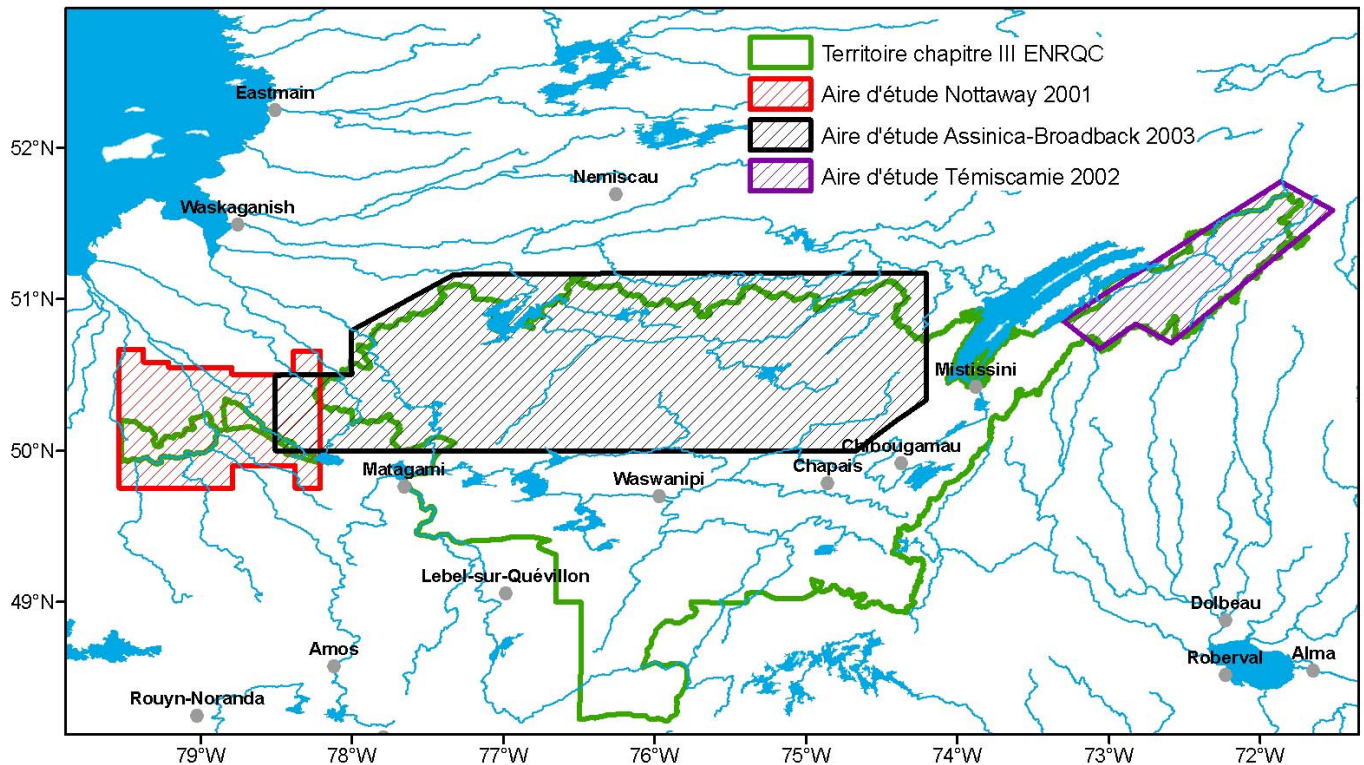 Territoire chapitre III ENRQC
Aire d'étude Nottaway 2001
Aire d'étude Assinica-Broadback 2003
Aire d'étude Témiscamie 2002
Eastmain
52°N
Nemiscau
Waskaganish
51°N
Mistissini
50°N
Chibougamau
Matagami
Chapais
Waswanipi
Lebel-sur-Quévillon
49°N
Dolbeau
Amos
Roberval
Alma
Rouyn-Noranda
79°W
78°W
77°W
76°W
75°W
74°W
73°W
72°W